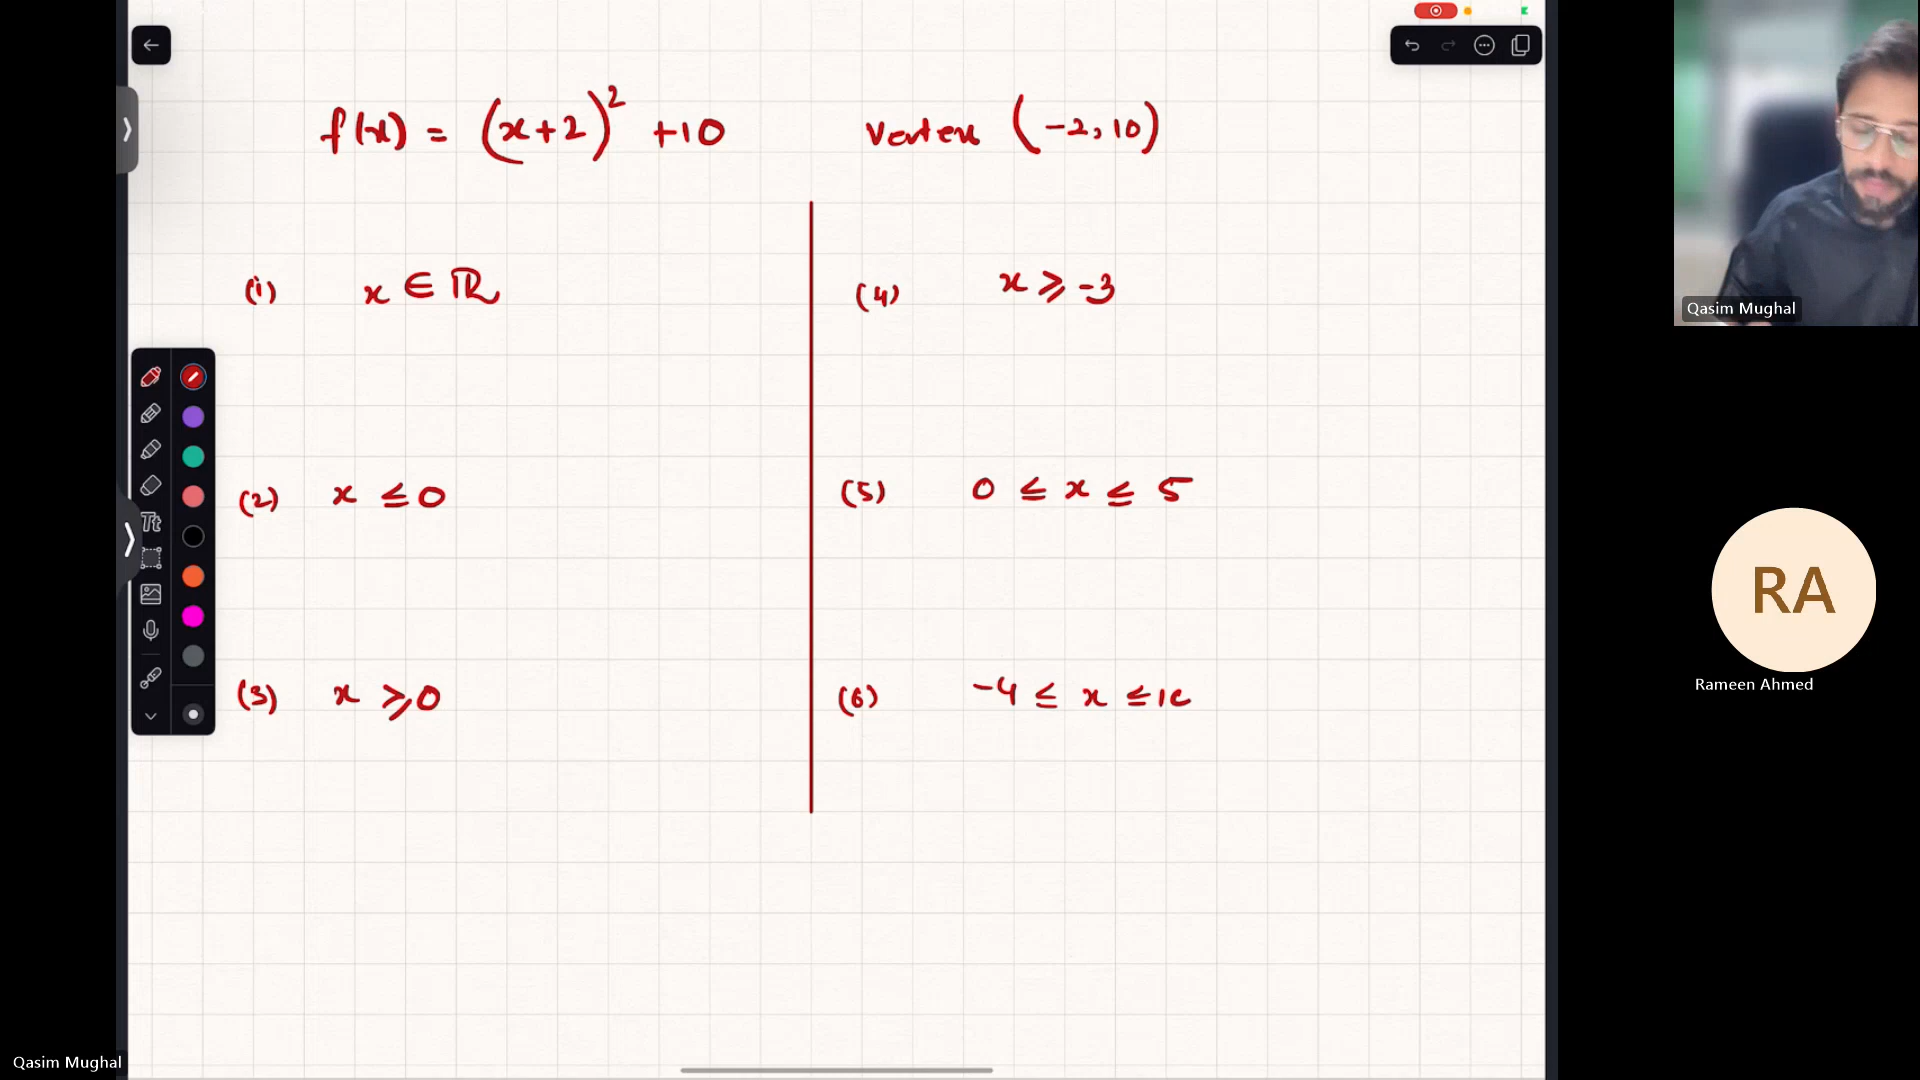 f(x) = (x+2)² +10
vertex (-2, 10)
(1) x ∈ ℝ
(2) x ≤ 0
(3) x ⩾ 0
(4) x ⩾ -3
(5) 0 ≤ x ≤ 5
(6) -4 ≤ x ≤
Tt
Qasim Mughal
RA
Rameen Ahmed
Qasim Mughal